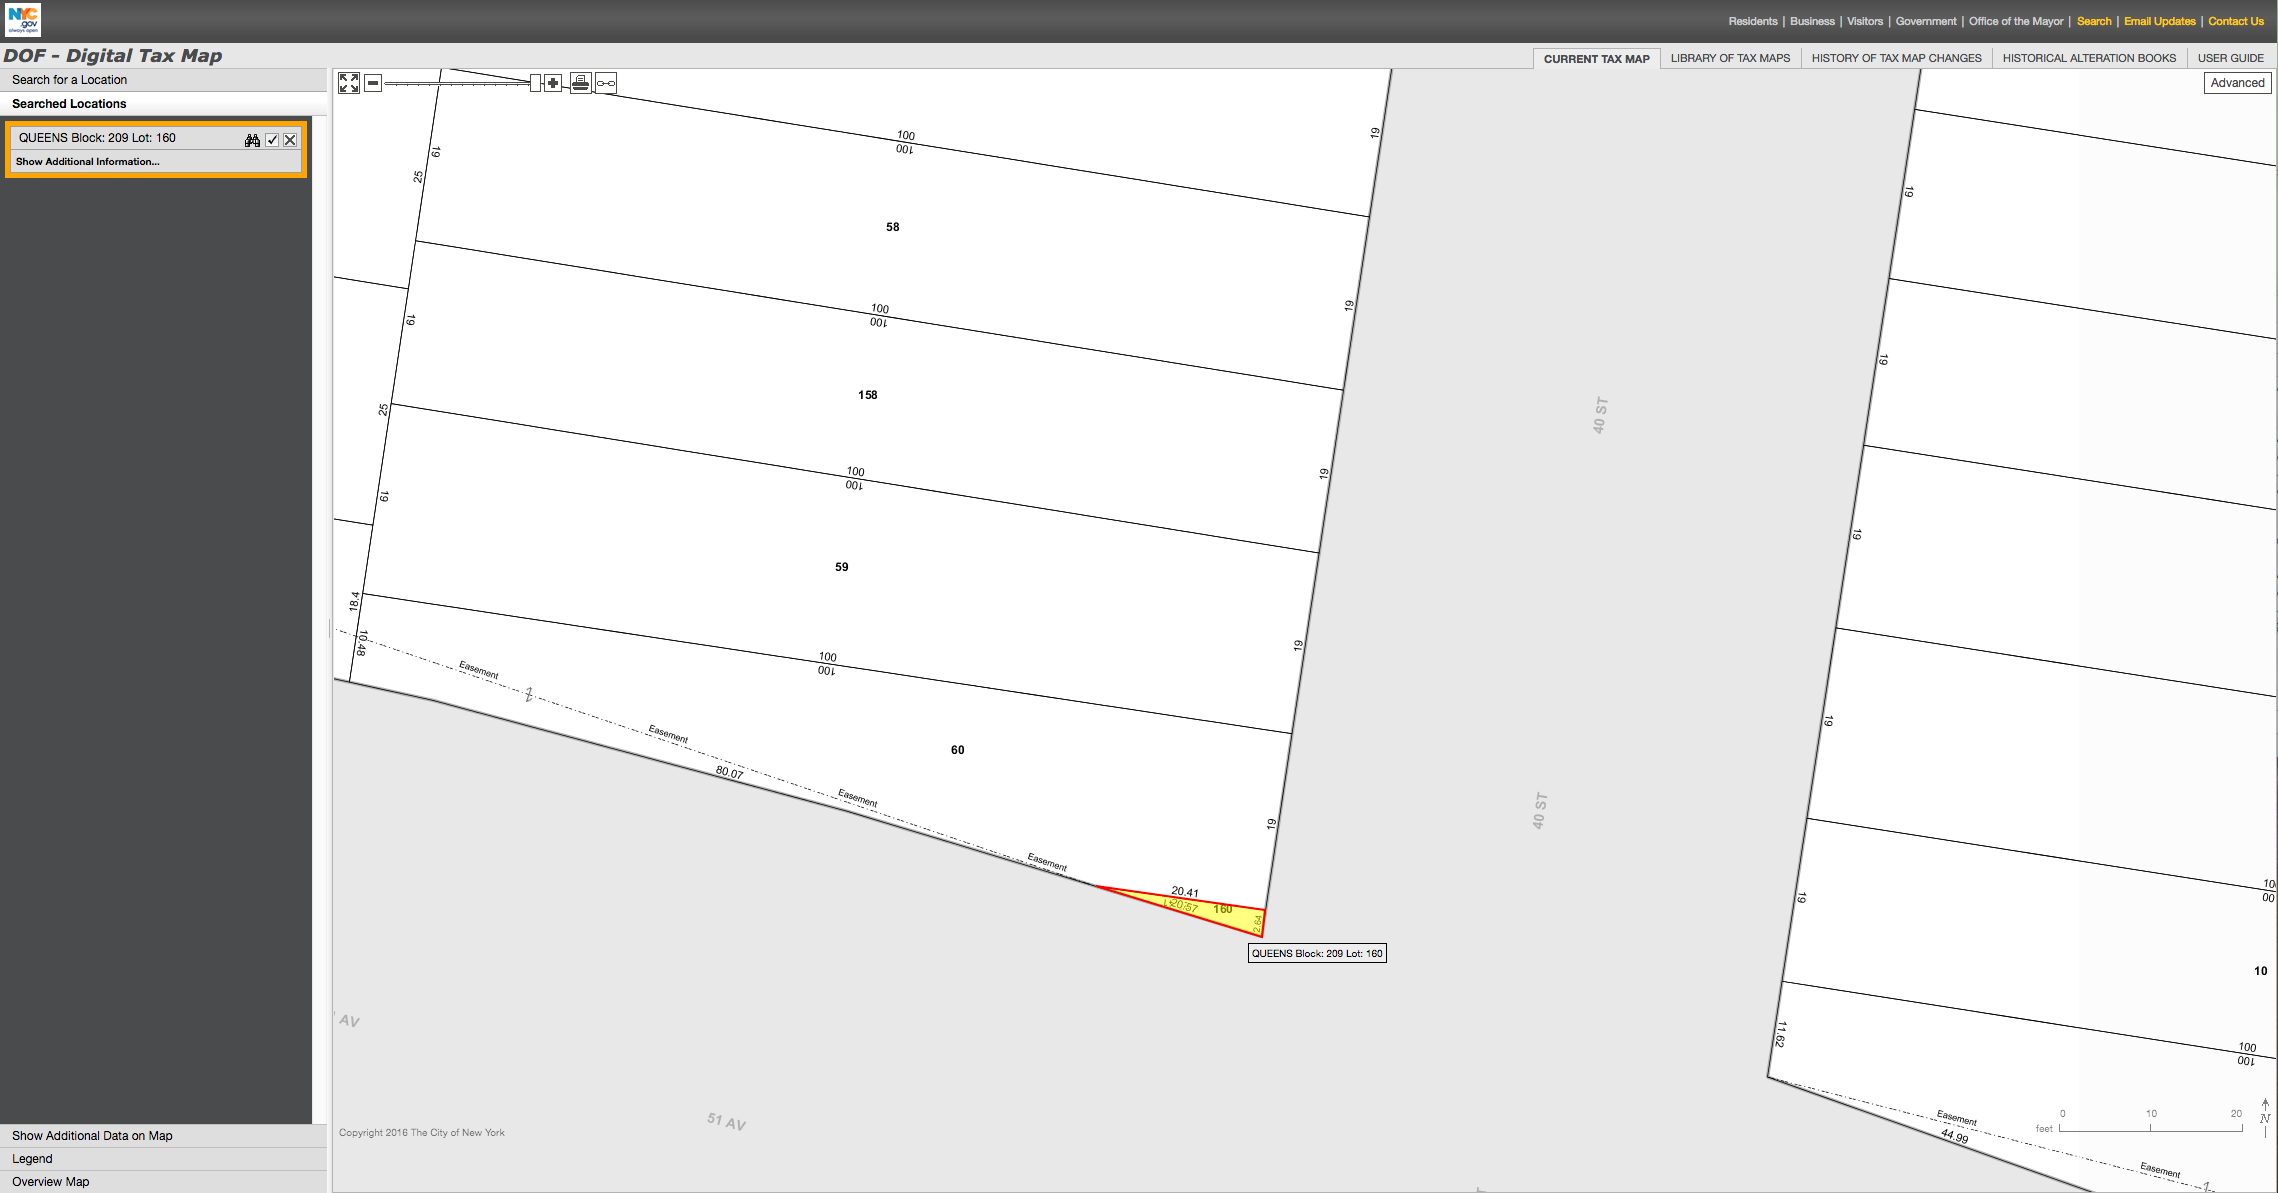 NYC
.gov
always open
Residents | Business | Visitors | Government | Office of the Mayor | Search | Email Updates | Contact Us
DOF - Digital Tax Map
CURRENT TAX MAP
LIBRARY OF TAX MAPS
HISTORY OF TAX MAP CHANGES
HISTORICAL ALTERATION BOOKS
USER GUIDE
Search for a Location
Advanced
Searched Locations
QUEENS Block: 209 Lot: 160
Show Additional Information...
100
100
19
19
25
19
58
19
100
100
19
19
158
25
100
100
19
19
19
40 ST
59
18.4
10.48
100
100
19
19
Easement
Easement
60
80.07
Easement
19
40 ST
Easement
20.41
20.57
160
2.64
QUEENS Block: 209 Lot: 160
19
19
10
00
10
11.62
100
100
AV
51 AV
Copyright 2016 The City of New York
Easement
44.99
Easement
0 10 20
feet
N
Show Additional Data on Map
Legend
Overview Map